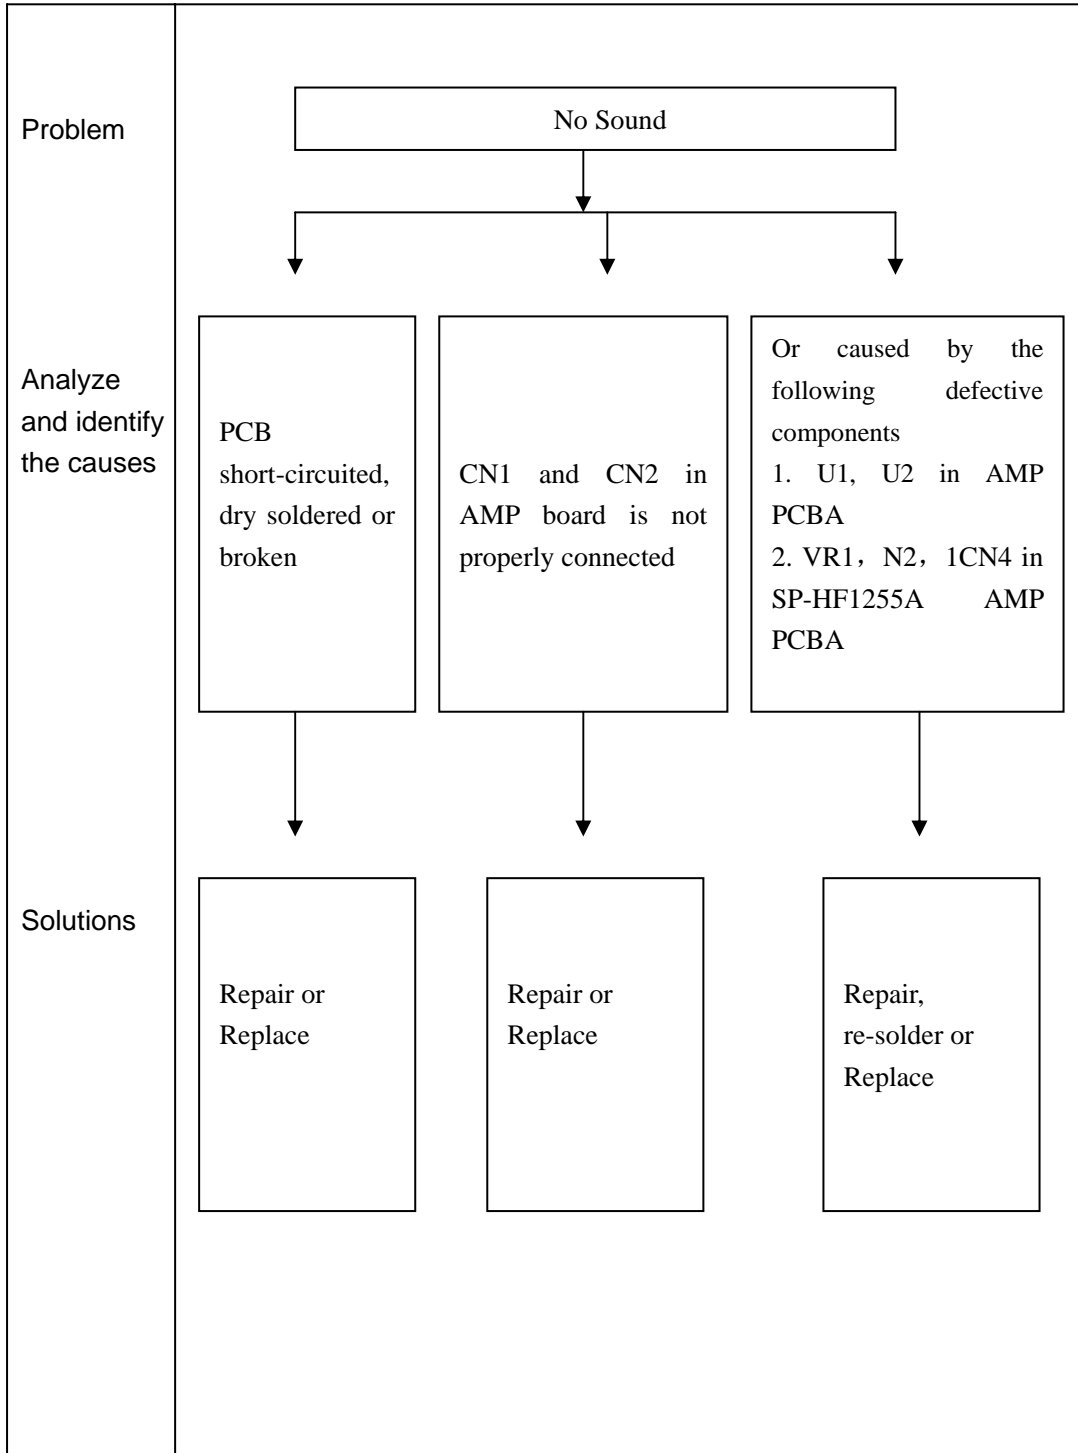 Problem
No Sound
Analyze
and identify
the causes
PCB
short-circuited,
dry soldered or
broken
CN1 and CN2 in
AMP board is not
properly connected
Or caused by the
following defective
components
1. U1, U2 in AMP
PCBA
2. VR1，N2，1CN4 in
SP-HF1255A AMP
PCBA
Solutions
Repair or
Replace
Repair or
Replace
Repair,
re-solder or
Replace